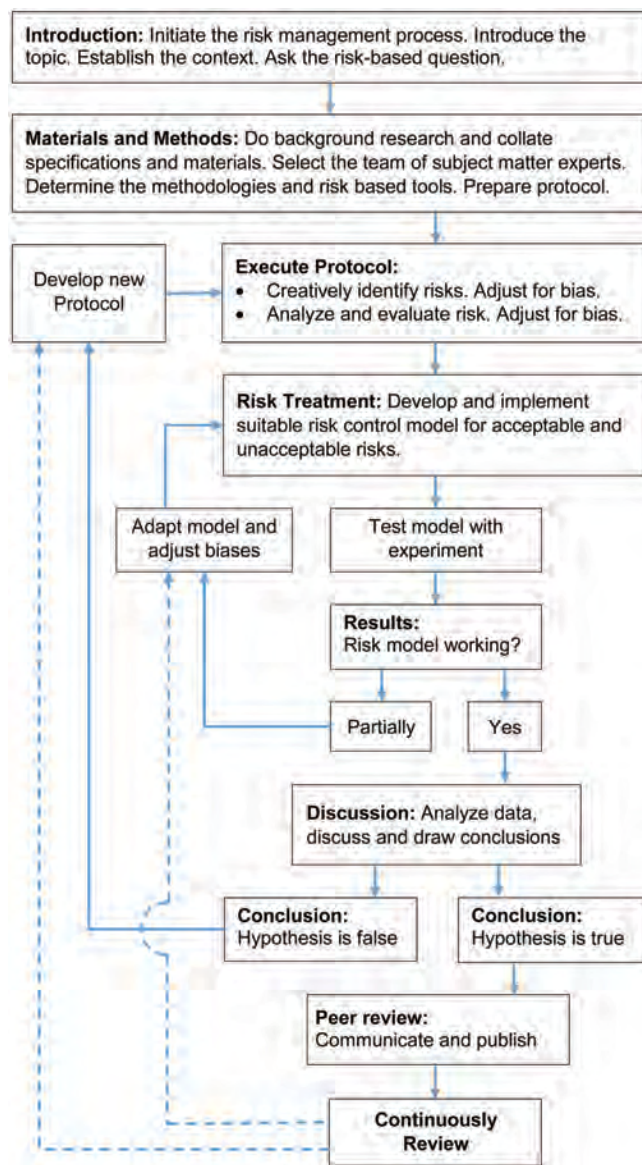 Introduction: Initiate the risk management process. Introduce the
topic. Establish the context. Ask the risk-based question.
Materials and Methods: Do background research and collate
specifications and materials. Select the team of subject matter experts.
Determine the methodologies and risk based tools. Prepare protocol.
Develop new
Protocol
Execute Protocol:
• Creatively identify risks. Adjust for bias.
• Analyze and evaluate risk. Adjust for bias.
Risk Treatment: Develop and implement
suitable risk control model for acceptable and
unacceptable risks.
Adapt model and
adjust biases
Test model with
experiment
Results:
Risk model working?
Partially
Yes
Discussion: Analyze data,
discuss and draw conclusions
Conclusion:
Hypothesis is false
Conclusion:
Hypothesis is true
Peer review:
Communicate and publish
Continuously
Review